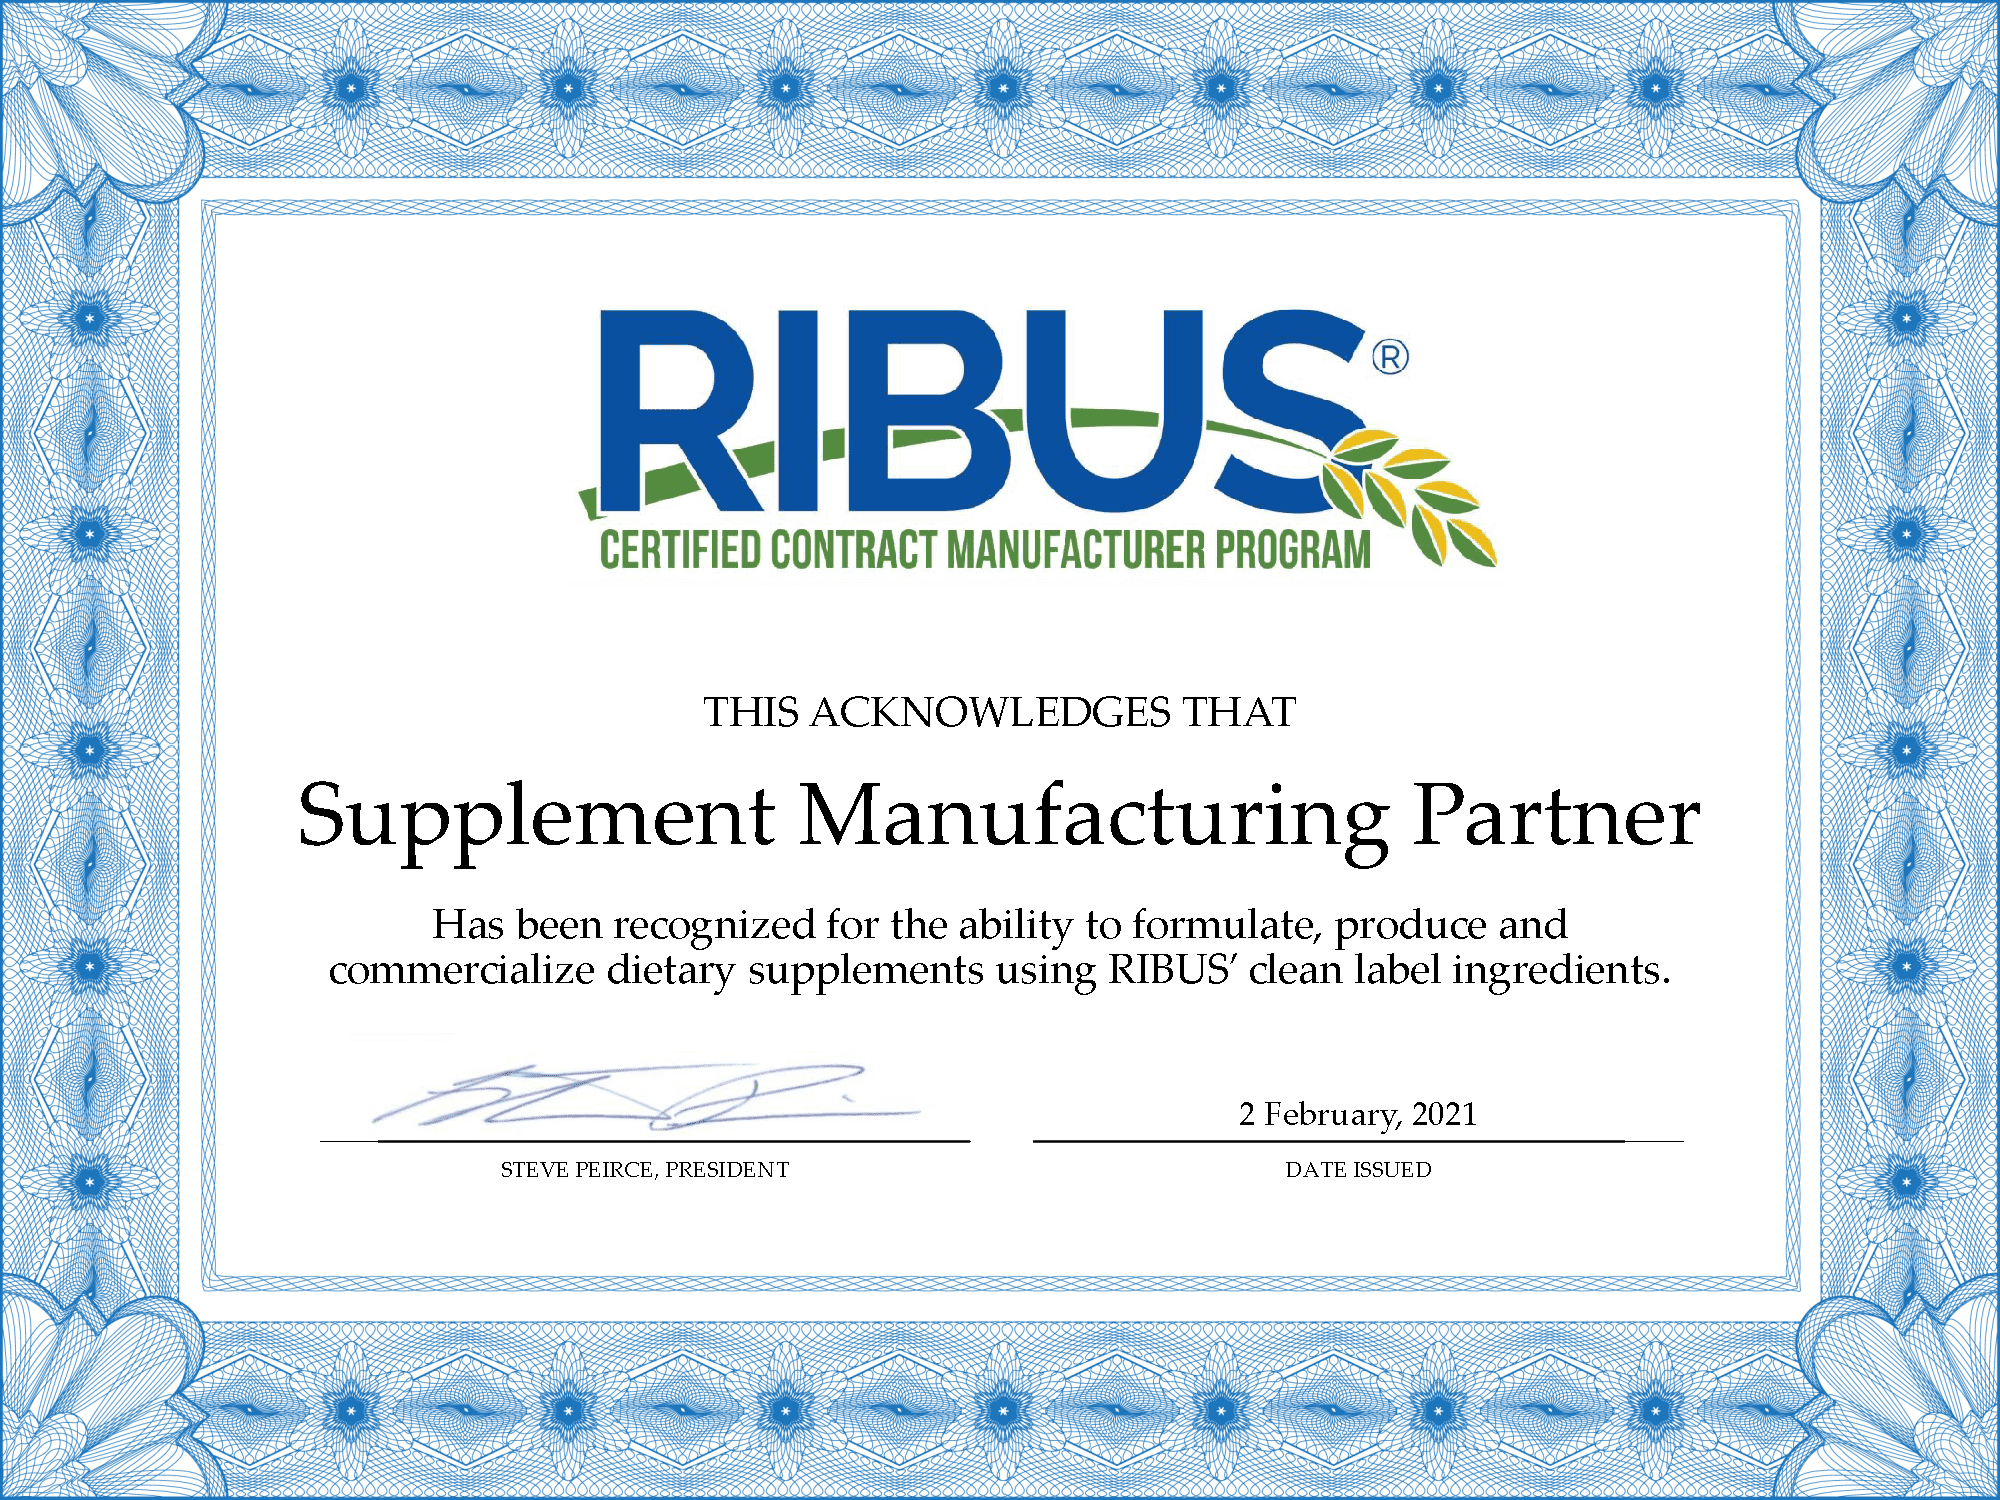 RIBUS®
CERTIFIED CONTRACT MANUFACTURER PROGRAM
THIS ACKNOWLEDGES THAT
Supplement Manufacturing Partner
Has been recognized for the ability to formulate, produce and
commercialize dietary supplements using RIBUS’ clean label ingredients.
2 February, 2021
STEVE PEIRCE, PRESIDENT
DATE ISSUED